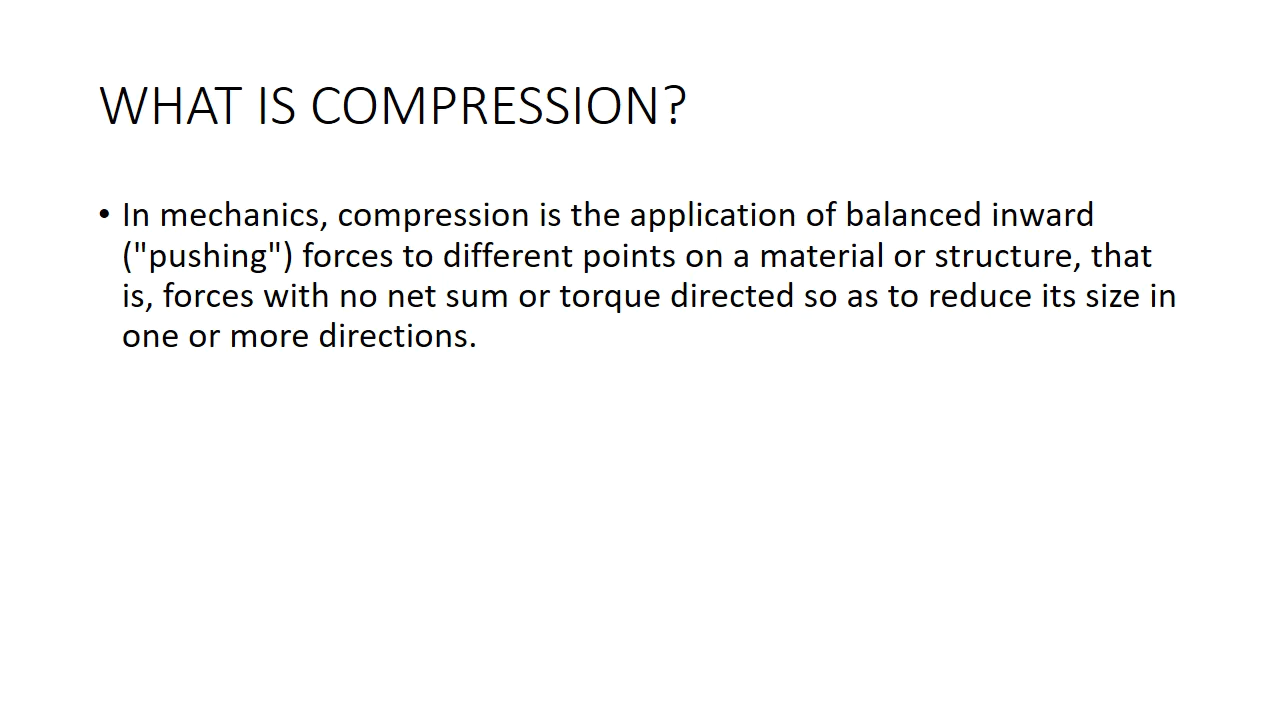 WHAT IS COMPRESSION?
• In mechanics, compression is the application of balanced inward
("pushing") forces to different points on a material or structure, that
is, forces with no net sum or torque directed so as to reduce its size in
one or more directions.